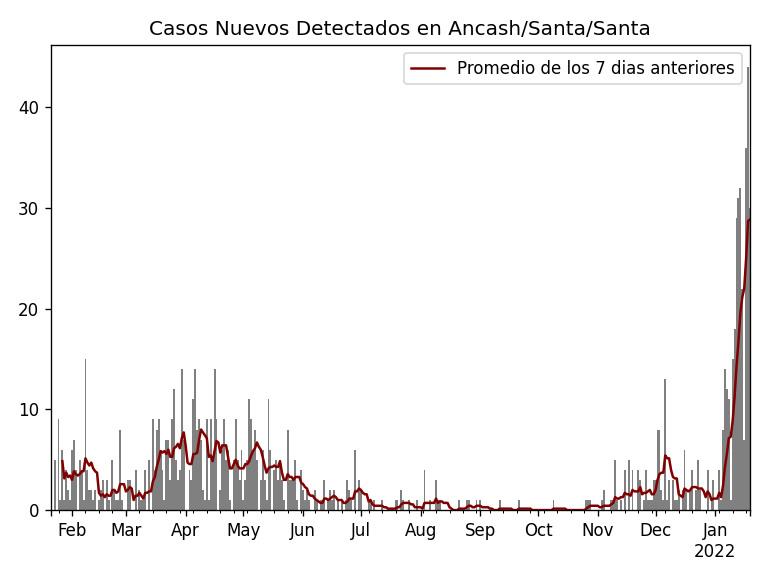 Casos Nuevos Detectados en Ancash/Santa/Santa
Promedio de los 7 dias anteriores
40
30
20
10
0
Feb Mar Apr May Jun Jul Aug Sep Oct Nov Dec Jan
2022